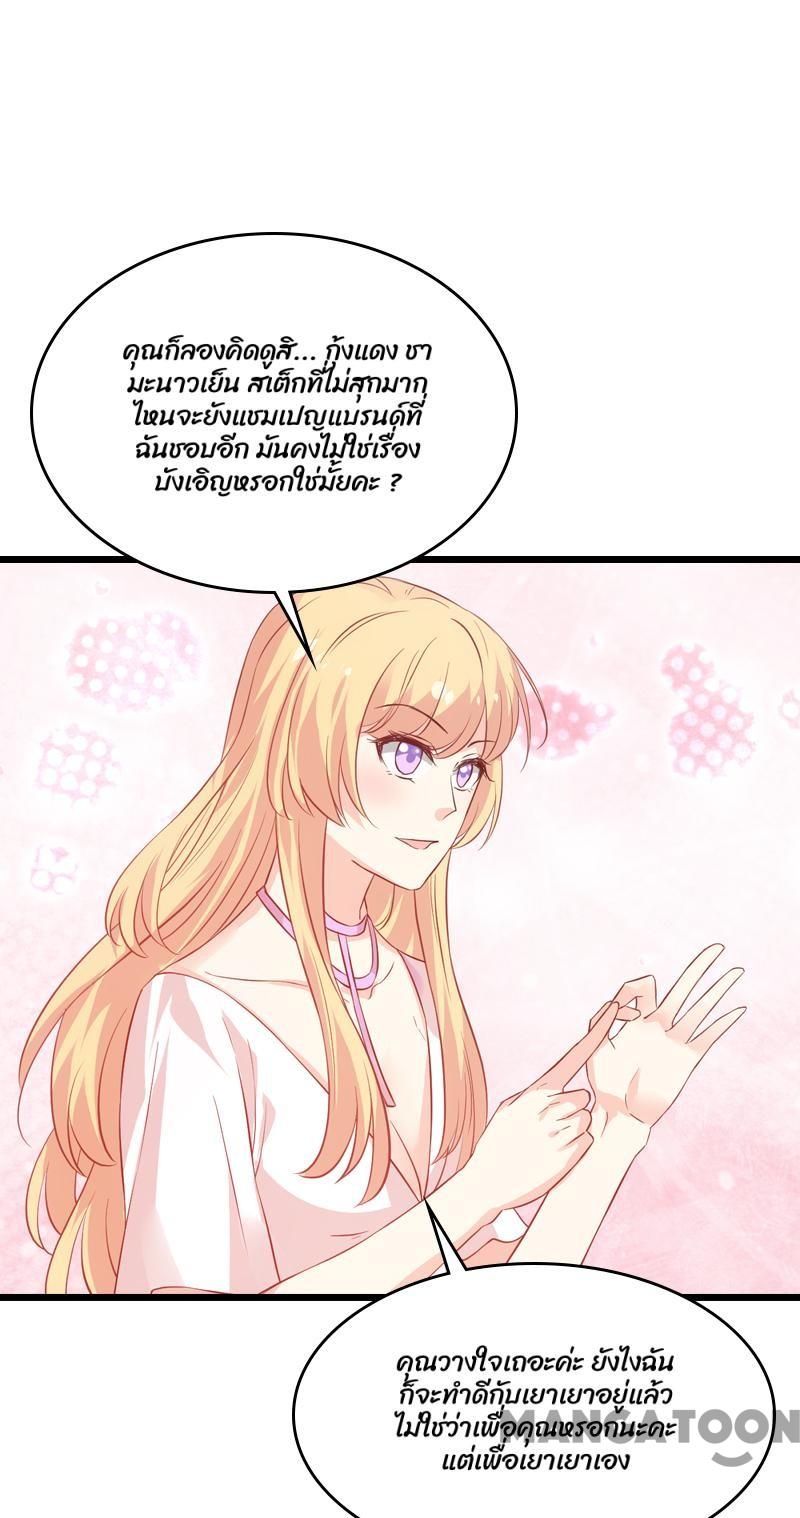 คุณก็ลองคิดดูสิ... กุ้งแดง ชา
มะนาวเย็น สเต็กที่ไม่สุกมาก
ไหนจะยังแชมเปญแบรนด์ที่
ฉันชอบอีก มันคงไม่ใช่เรื่อง
บังเอิญหรอกใช่มั้ยคะ ?
คุณวางใจเถอะค่ะ ยังไงฉัน
ก็จะทำดีกับเยาเยาอยู่แล้ว
ไม่ใช่ว่าเพื่อคุณหรอกนะคะ
แต่เพื่อเยาเยาเอง
MANGATOON